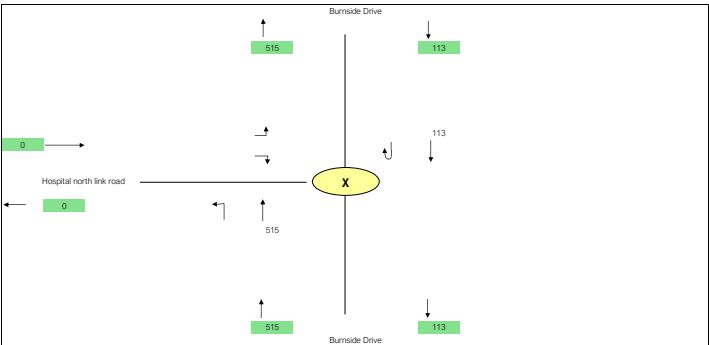 Burnside Drive
515 113
113
0
X
Hospital north link road
0
515
515 113
Burnside Drive